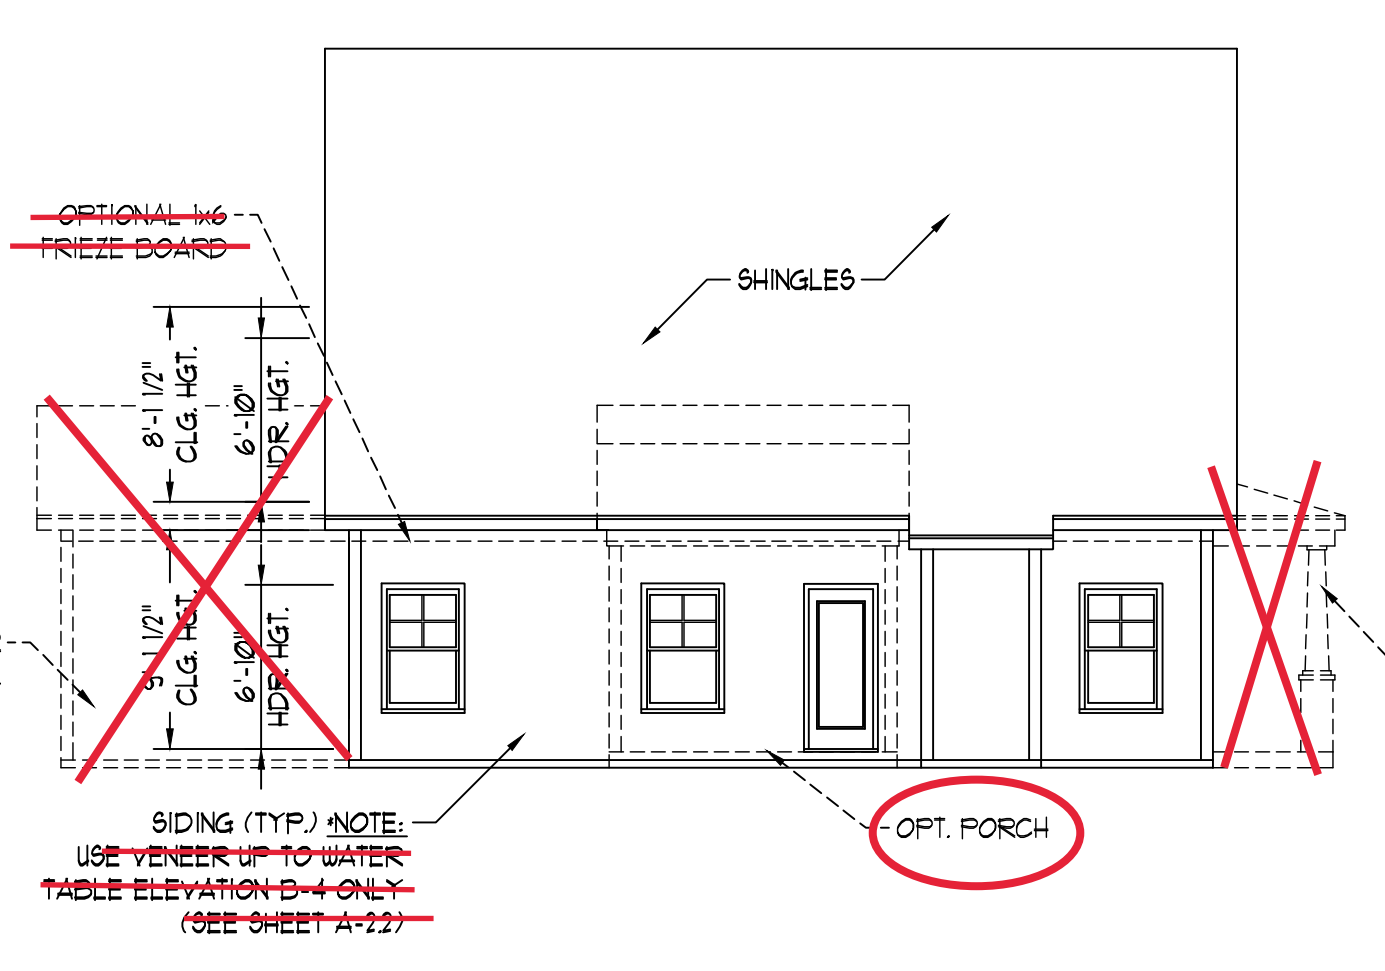 OPTIONAL 1x6
FRIEZE BOARD
SHINGLES
8'-1 1/2"
CLG. HGT.
6'-10"
HDR. HGT.
9'-1 1/2"
CLG. HGT.
6'-10"
HDR. HGT.
SIDING (TYP.) *NOTE:
USE VENEER UP TO WATER
TABLE ELEVATION B-4 ONLY
(SEE SHEET A-2.2)
OPT. PORCH